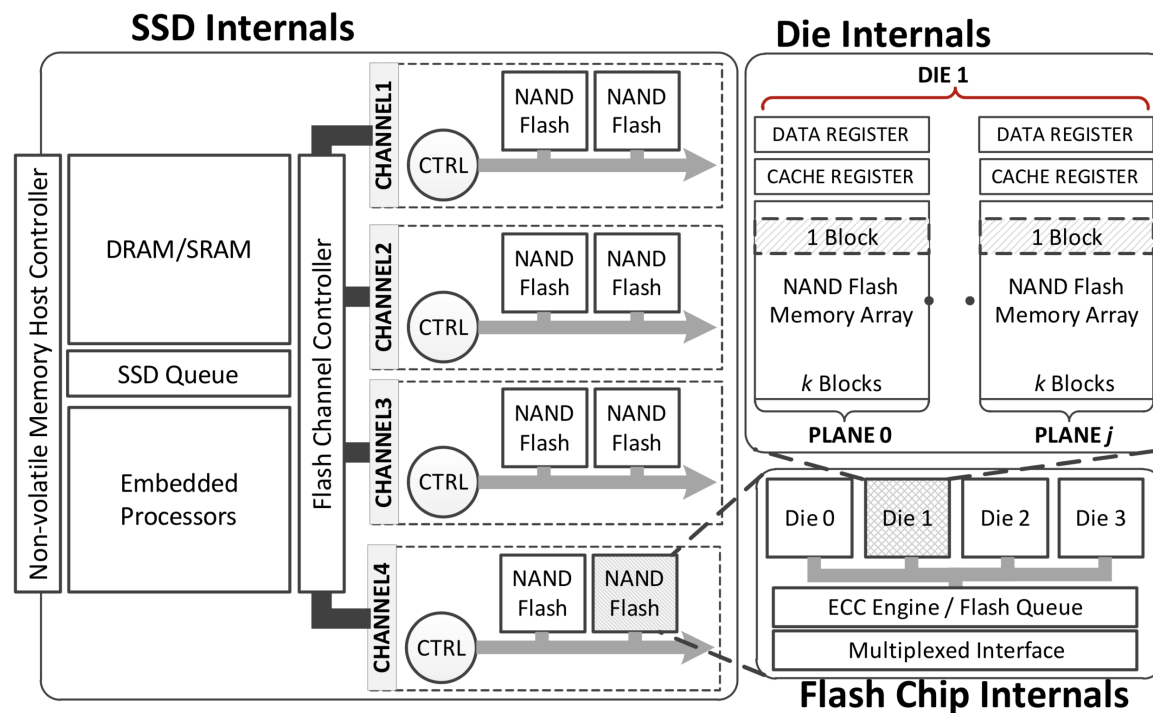 SSD Internals
Non-volatile Memory Host Controller
DRAM/SRAM
SSD Queue
Embedded
Processors
Flash Channel Controller
CHANNEL1
CTRL
NAND
Flash
NAND
Flash
CHANNEL2
CTRL
NAND
Flash
NAND
Flash
CHANNEL3
CTRL
NAND
Flash
NAND
Flash
CHANNEL4
CTRL
NAND
Flash
NAND
Flash
Die Internals
DIE 1
DATA REGISTER
CACHE REGISTER
1 Block
NAND Flash
Memory Array
k Blocks
PLANE 0
DATA REGISTER
CACHE REGISTER
1 Block
NAND Flash
Memory Array
k Blocks
PLANE j
Die 0
Die 1
Die 2
Die 3
ECC Engine / Flash Queue
Multiplexed Interface
Flash Chip Internals